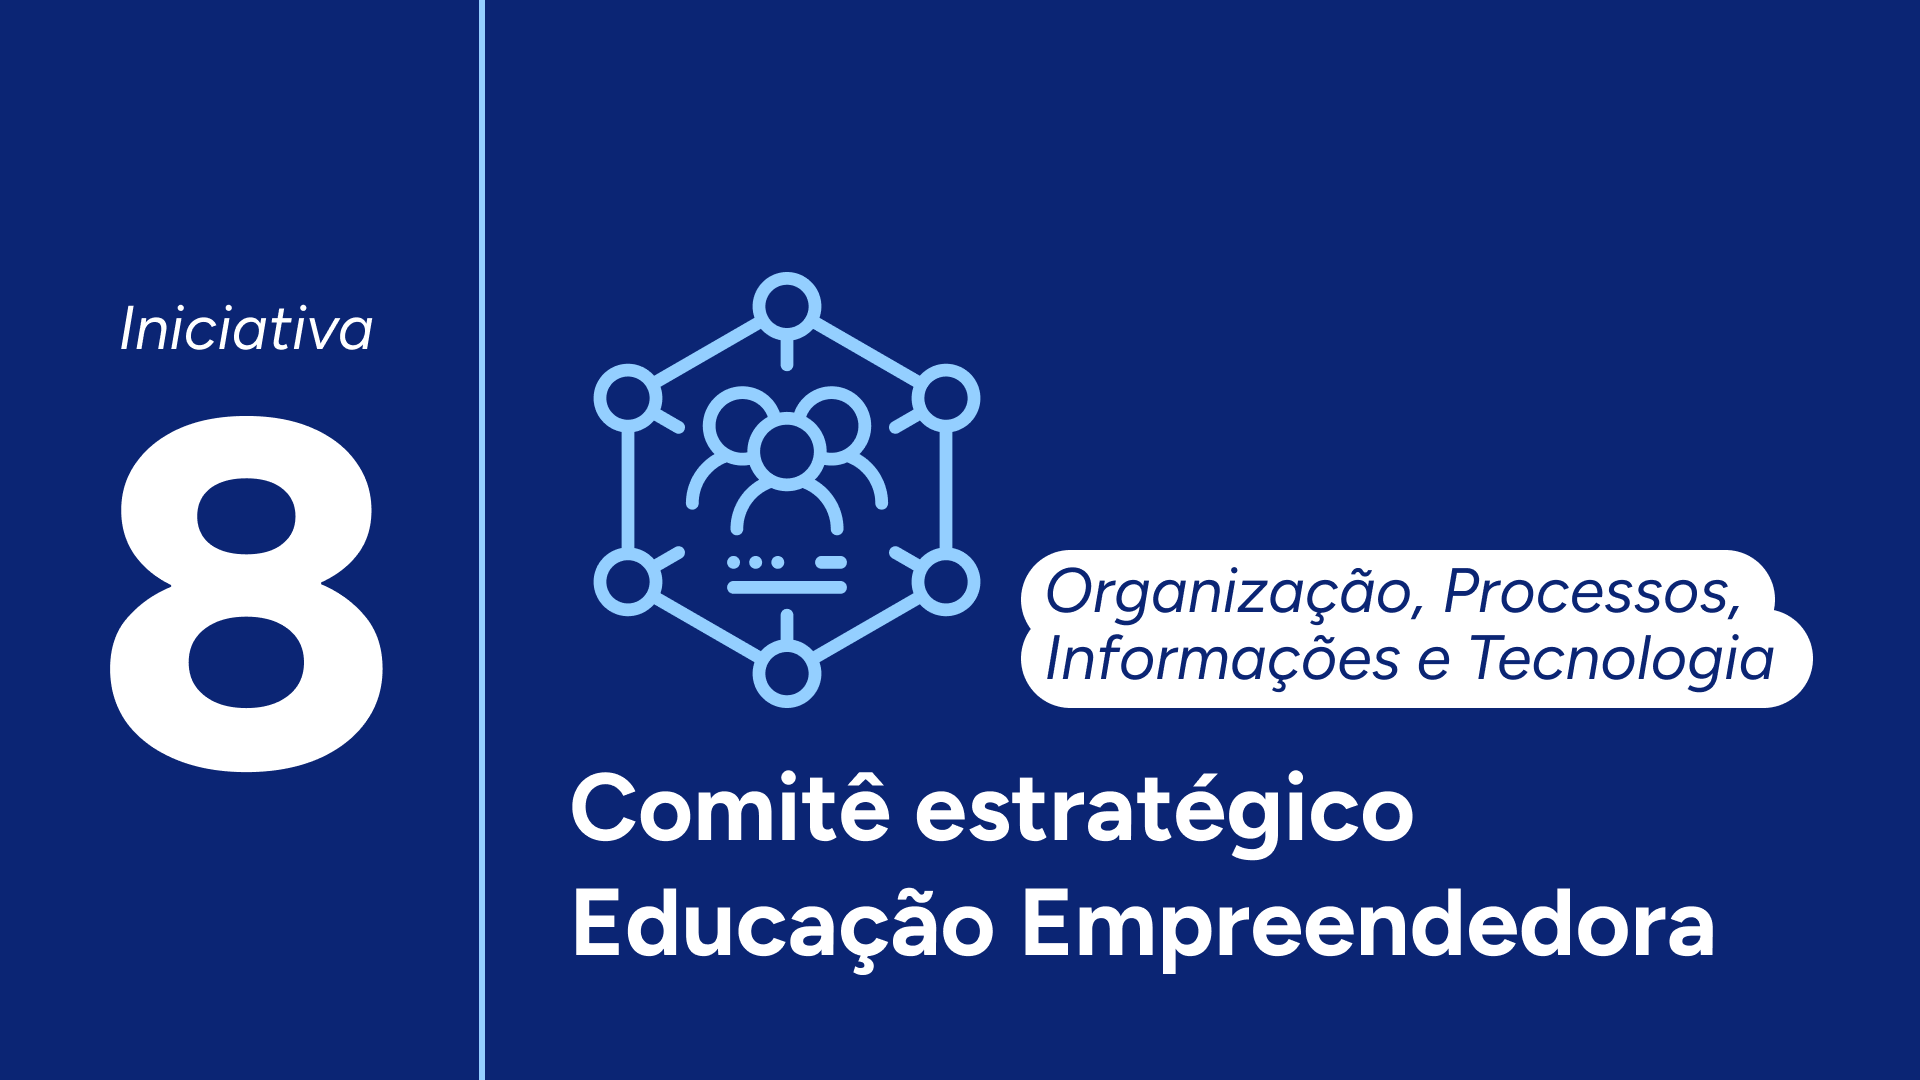 Iniciativa
8
Organização, Processos,
Informações e Tecnologia
Comitê estratégico
Educação Empreendedora